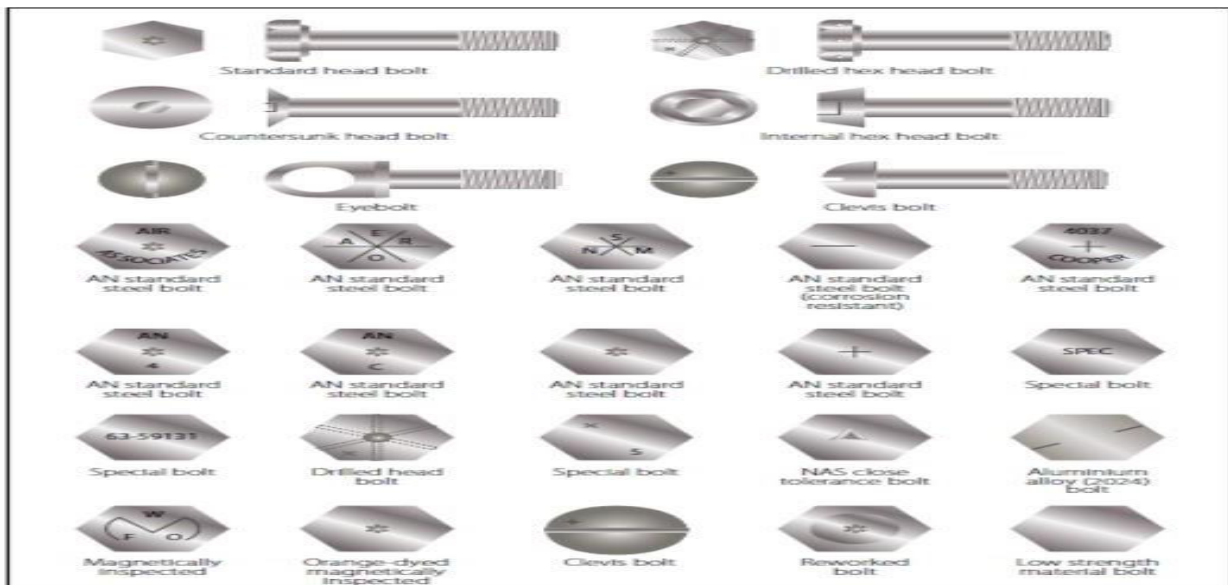 Standard head bolt
Drilled hex head bolt
Countersunk head bolt
Internal hex head bolt
Eyebolt
Clevis bolt
AIR
ASSOCIATES
AN standard
steel bolt
E
A R
O
AN standard
steel bolt
S
N M
AN standard
steel bolt
AN standard
steel bolt
(corrosion
resistant)
4037
COOPER
AN standard
steel bolt
AN
4
AN standard
steel bolt
AN
C
AN standard
steel bolt
AN standard
steel bolt
AN standard
steel bolt
SPEC
Special bolt
63-59131
Special bolt
X
Drilled head
bolt
X
S
Special bolt
NAS close
tolerance bolt
Aluminium
alloy (2024)
bolt
W
F O
Magnetically
inspected
Orange-dyed
magnetically
inspected
Clevis bolt
Reworked
bolt
Low strength
material bolt